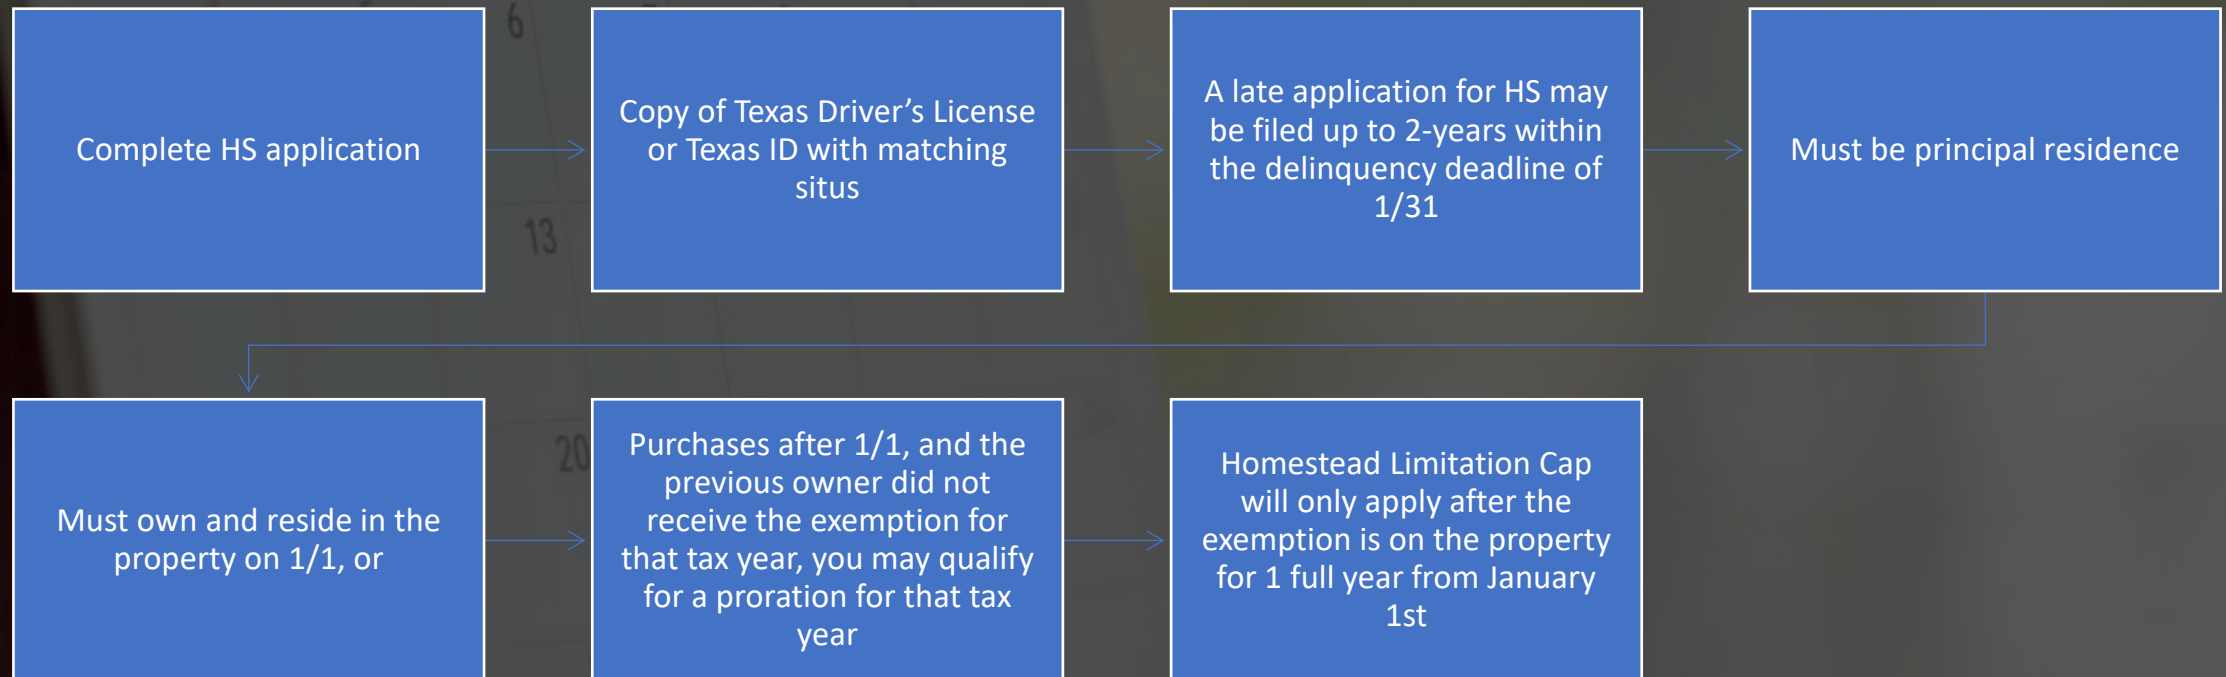 Complete HS application
Copy of Texas Driver’s License
or Texas ID with matching
situs
A late application for HS may
be filed up to 2-years within
the delinquency deadline of
1/31
Must be principal residence
Must own and reside in the
property on 1/1, or
Purchases after 1/1, and the
previous owner did not
receive the exemption for
that tax year, you may qualify
for a proration for that tax
year
Homestead Limitation Cap
will only apply after the
exemption is on the property
for 1 full year from January
1st
6
13
20